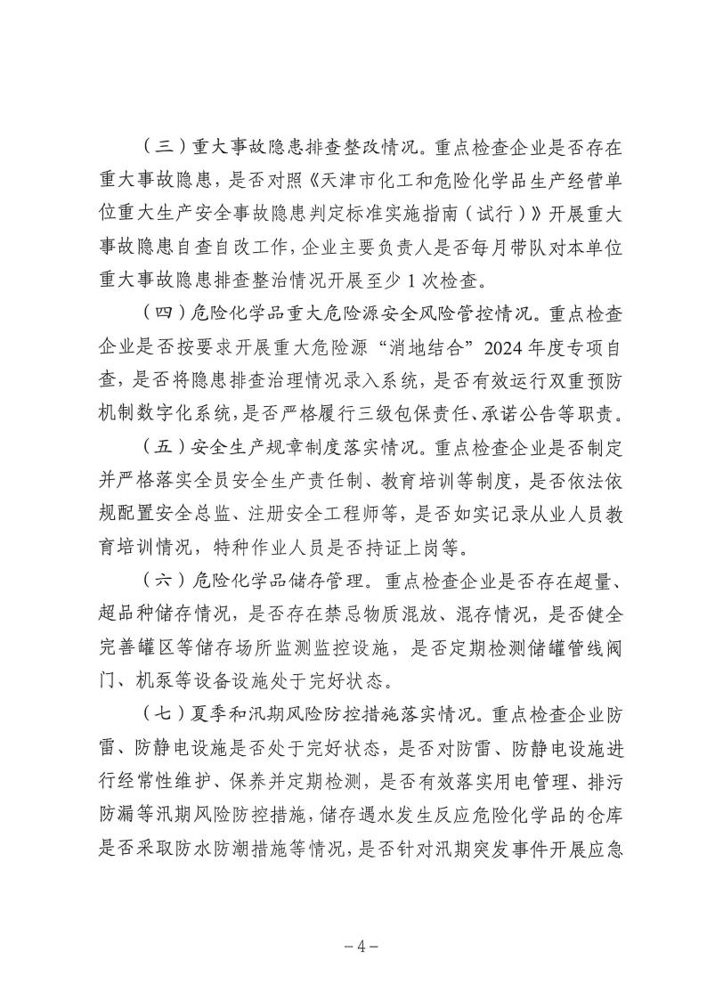 （三）重大事故隐患排查整改情况。重点检查企业是否存在
重大事故隐患，是否对照《天津市化工和危险化学品生产经营单
位重大生产安全事故隐患判定标准实施指南（试行）》开展重大
事故隐患自查自改工作，企业主要负责人是否每月带队对本单位
重大事故隐患排查整治情况开展至少 1 次检查。
（四）危险化学品重大危险源安全风险管控情况。重点检查
企业是否按要求开展重大危险源“消地结合”2024 年度专项自
查，是否将隐患排查治理情况录入系统，是否有效运行双重预防
机制数字化系统，是否严格履行三级包保责任、承诺公告等职责。
（五）安全生产规章制度落实情况。重点检查企业是否制定
并严格落实全员安全生产责任制、教育培训等制度，是否依法依
规配置安全总监、注册安全工程师等，是否如实记录从业人员教
育培训情况，特种作业人员是否持证上岗等。
（六）危险化学品储存管理。重点检查企业是否存在超量、
超品种储存情况，是否存在禁忌物质混放、混存情况，是否健全
完善罐区等储存场所监测监控设施，是否定期检测储罐管线阀
门、机泵等设备设施处于完好状态。
（七）夏季和汛期风险防控措施落实情况。重点检查企业防
雷、防静电设施是否处于完好状态，是否对防雷、防静电设施进
行经常性维护、保养并定期检测，是否有效落实用电管理、排污
防漏等汛期风险防控措施，储存遇水发生反应危险化学品的仓库
是否采取防水防潮措施等情况，是否针对汛期突发事件开展应急
－4－